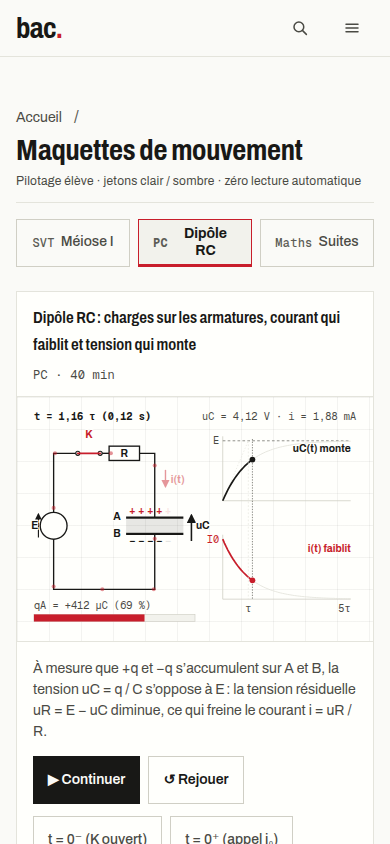 bac.
Accueil /
Maquettes de mouvement
Pilotage élève · jetons clair / sombre · zéro lecture automatique
SVT Méiose I
PC Dipôle RC
Maths Suites
Dipôle RC : charges sur les armatures, courant qui
faiblit et tension qui monte
PC · 40 min
t = 1,16 τ (0,12 s)
uC = 4,12 V · i = 1,88 mA
K
R
i(t)
E
A
B
+ + + +
uC
E
uC(t) monte
I0
i(t) faiblit
τ
5τ
qA = +412 µC (69 %)
À mesure que +q et −q s’accumulent sur A et B, la
tension uC = q / C s’oppose à E : la tension résiduelle
uR = E − uC diminue, ce qui freine le courant i = uR /
R.
▶ Continuer
↺ Rejouer
t = 0⁻ (K ouvert)
t = 0⁺ (appel i₀)